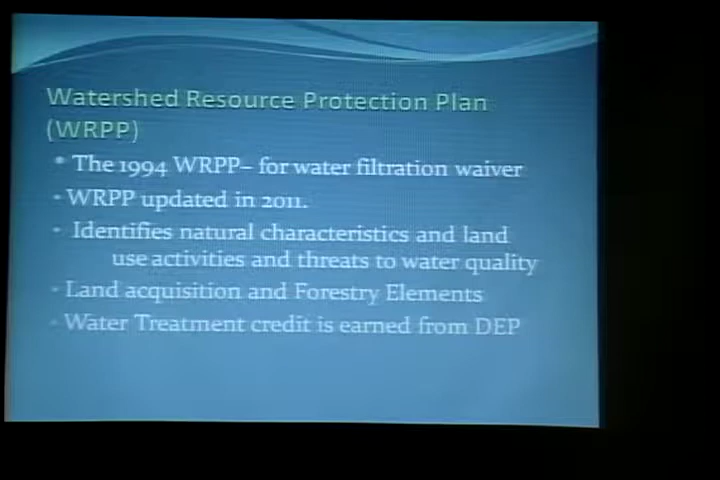 Watershed Resource Protection Plan
(WRPP)
* The 1994 WRPP– for water filtration waiver
• WRPP updated in 2011.
• Identifies natural characteristics and land
use activities and threats to water quality
• Land acquisition and Forestry Elements
• Water Treatment credit is earned from DEP